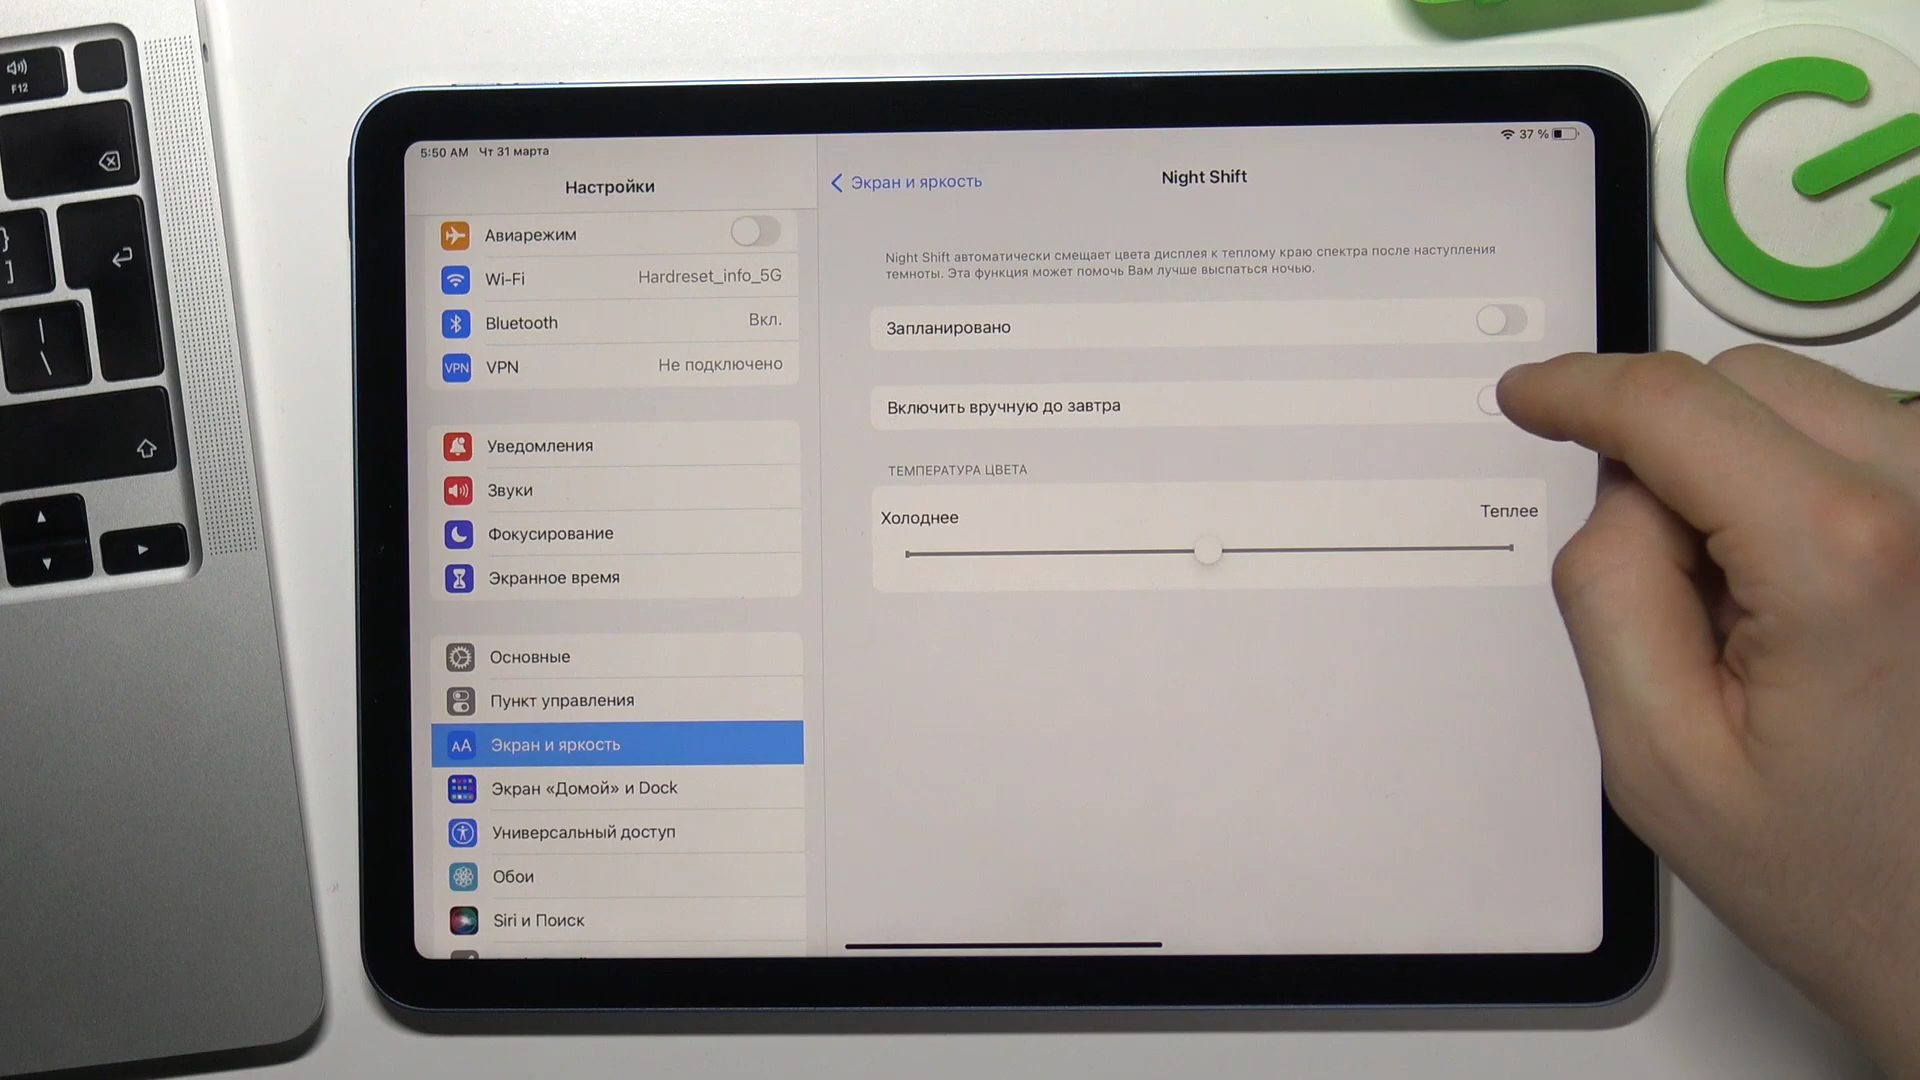 F12
}
]
|
\
5:50 AM Чт 31 марта
37 %
Настройки
Авиарежим
Wi-Fi
Hardreset_info_5G
Bluetooth
Вкл.
VPN
VPN
Не подключено
Уведомления
Звуки
Фокусирование
Экранное время
Основные
Пункт управления
AA
Экран и яркость
Экран «Домой» и Dock
Универсальный доступ
Обои
Siri и Поиск
Экран и яркость
Night Shift
Night Shift автоматически смещает цвета дисплея к теплому краю спектра после наступления
темноты. Эта функция может помочь Вам лучше выспаться ночью.
Запланировано
Включить вручную до завтра
ТЕМПЕРАТУРА ЦВЕТА
Холоднее
Теплее